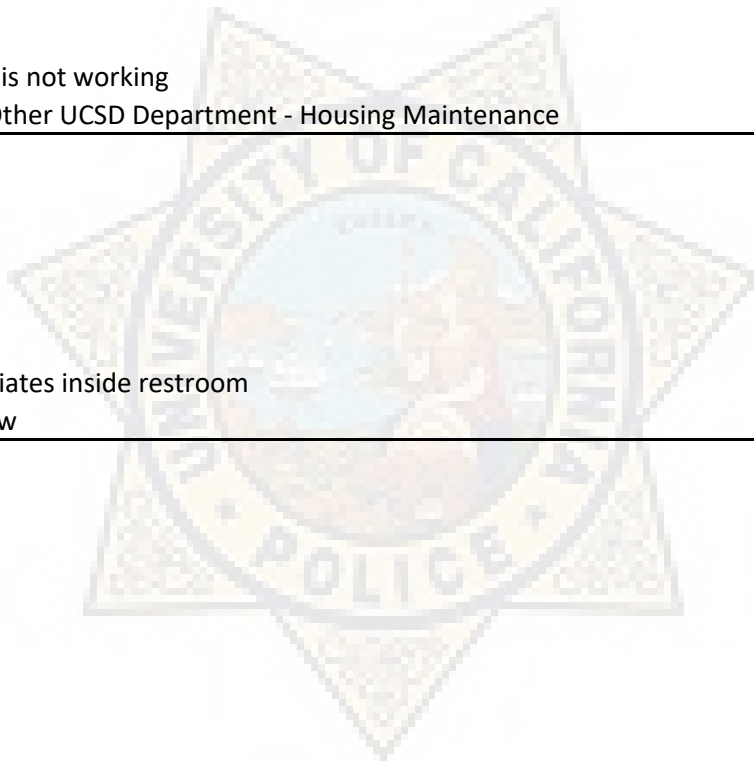 is not working
Other UCSD Department - Housing Maintenance
UNIVERSITY OF CALIFORNIA
iates inside restroom
w
POLICE